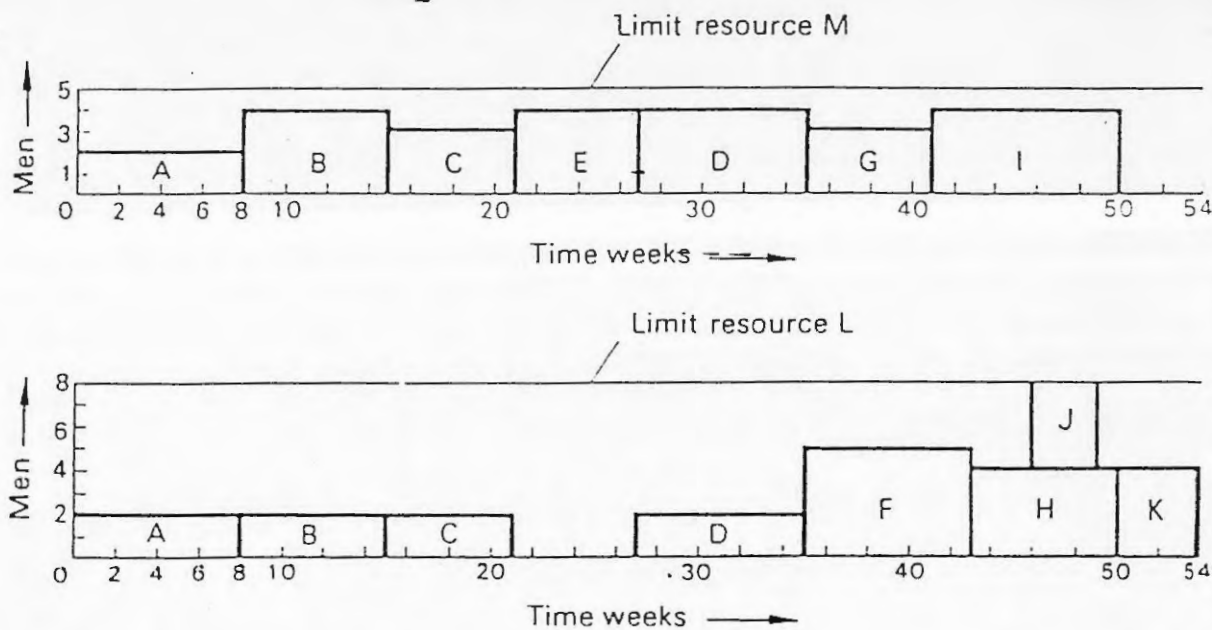 Limit resource M
Men
5
3
1
A B C E D G I
0 2 4 6 8 10 20 30 40 50 54
Time weeks
Limit resource L
Men
8
6
4
2
J
F H K
A B C D
0 2 4 6 8 10 20 30 40 50 54
Time weeks